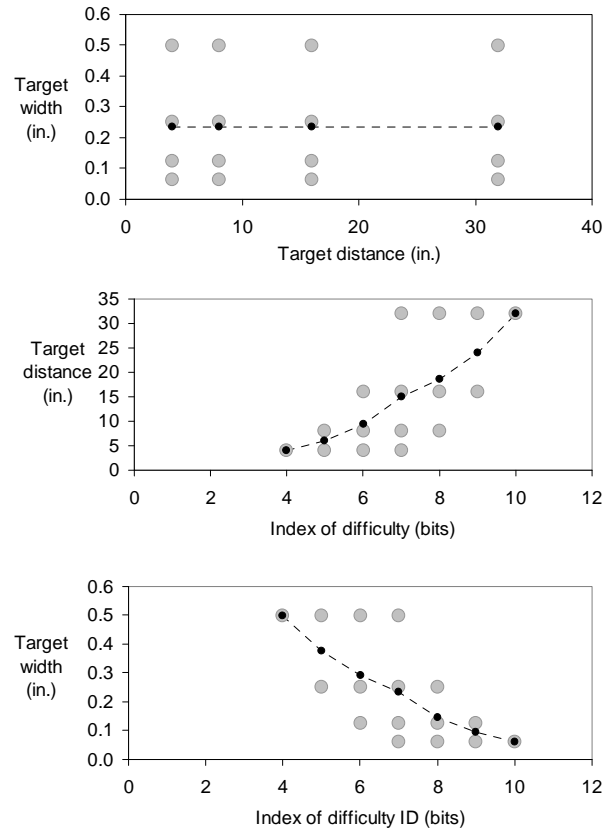 0.6
0.5
0.4
Target
width
(in.)
0.3
0.2
0.1
0.0
0 10 20 30 40
Target distance (in.)
35
30
25
20
15
10
5
0
Target
distance
(in.)
0 2 4 6 8 10 12
Index of difficulty (bits)
0.6
0.5
0.4
0.3
0.2
0.1
0.0
Target
width
(in.)
0 2 4 6 8 10 12
Index of difficulty ID (bits)